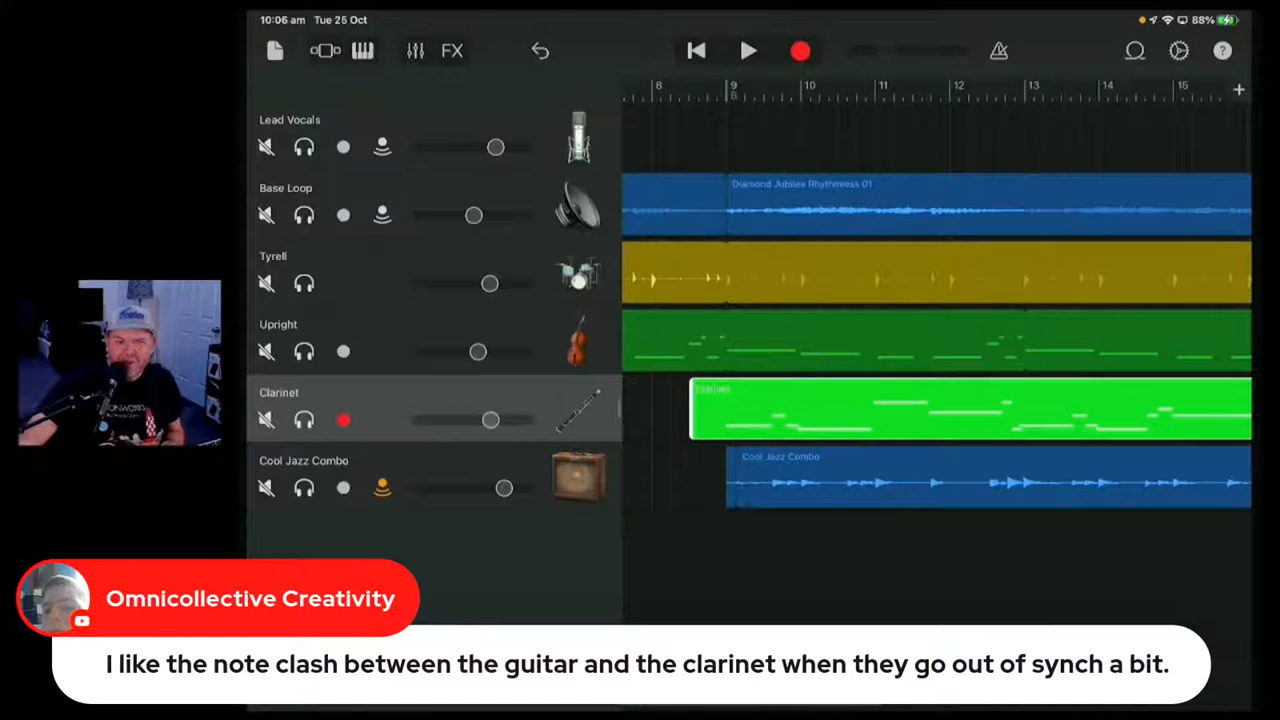 10:06 am Tue 25 Oct
88%
FX
8 9 10 11 12 13 14 15
Lead Vocals
Base Loop
Diamond Jubilee Rhythmless 01
Tyrell
Upright
Clarinet
Clarinet
Cool Jazz Combo
Cool Jazz Combo
Omnicollective Creativity
I like the note clash between the guitar and the clarinet when they go out of synch a bit.